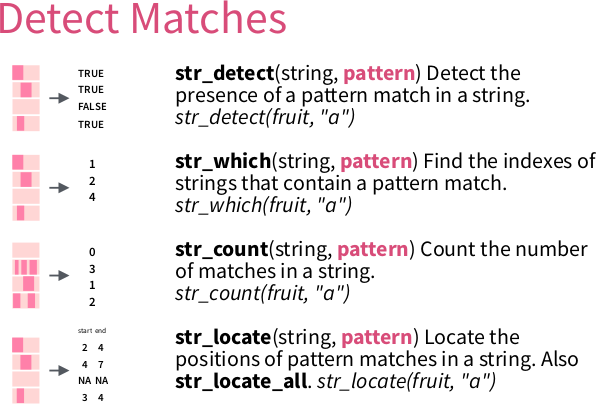 Detect Matches
TRUE
TRUE
FALSE
TRUE
str_detect(string, pattern) Detect the
presence of a pattern match in a string.
str_detect(fruit, "a")
1
2
4
str_which(string, pattern) Find the indexes of
strings that contain a pattern match.
str_which(fruit, "a")
0
3
1
2
str_count(string, pattern) Count the number
of matches in a string.
str_count(fruit, "a")
start end
2 4
4 7
NA NA
3 4
str_locate(string, pattern) Locate the
positions of pattern matches in a string. Also
str_locate_all. str_locate(fruit, "a")